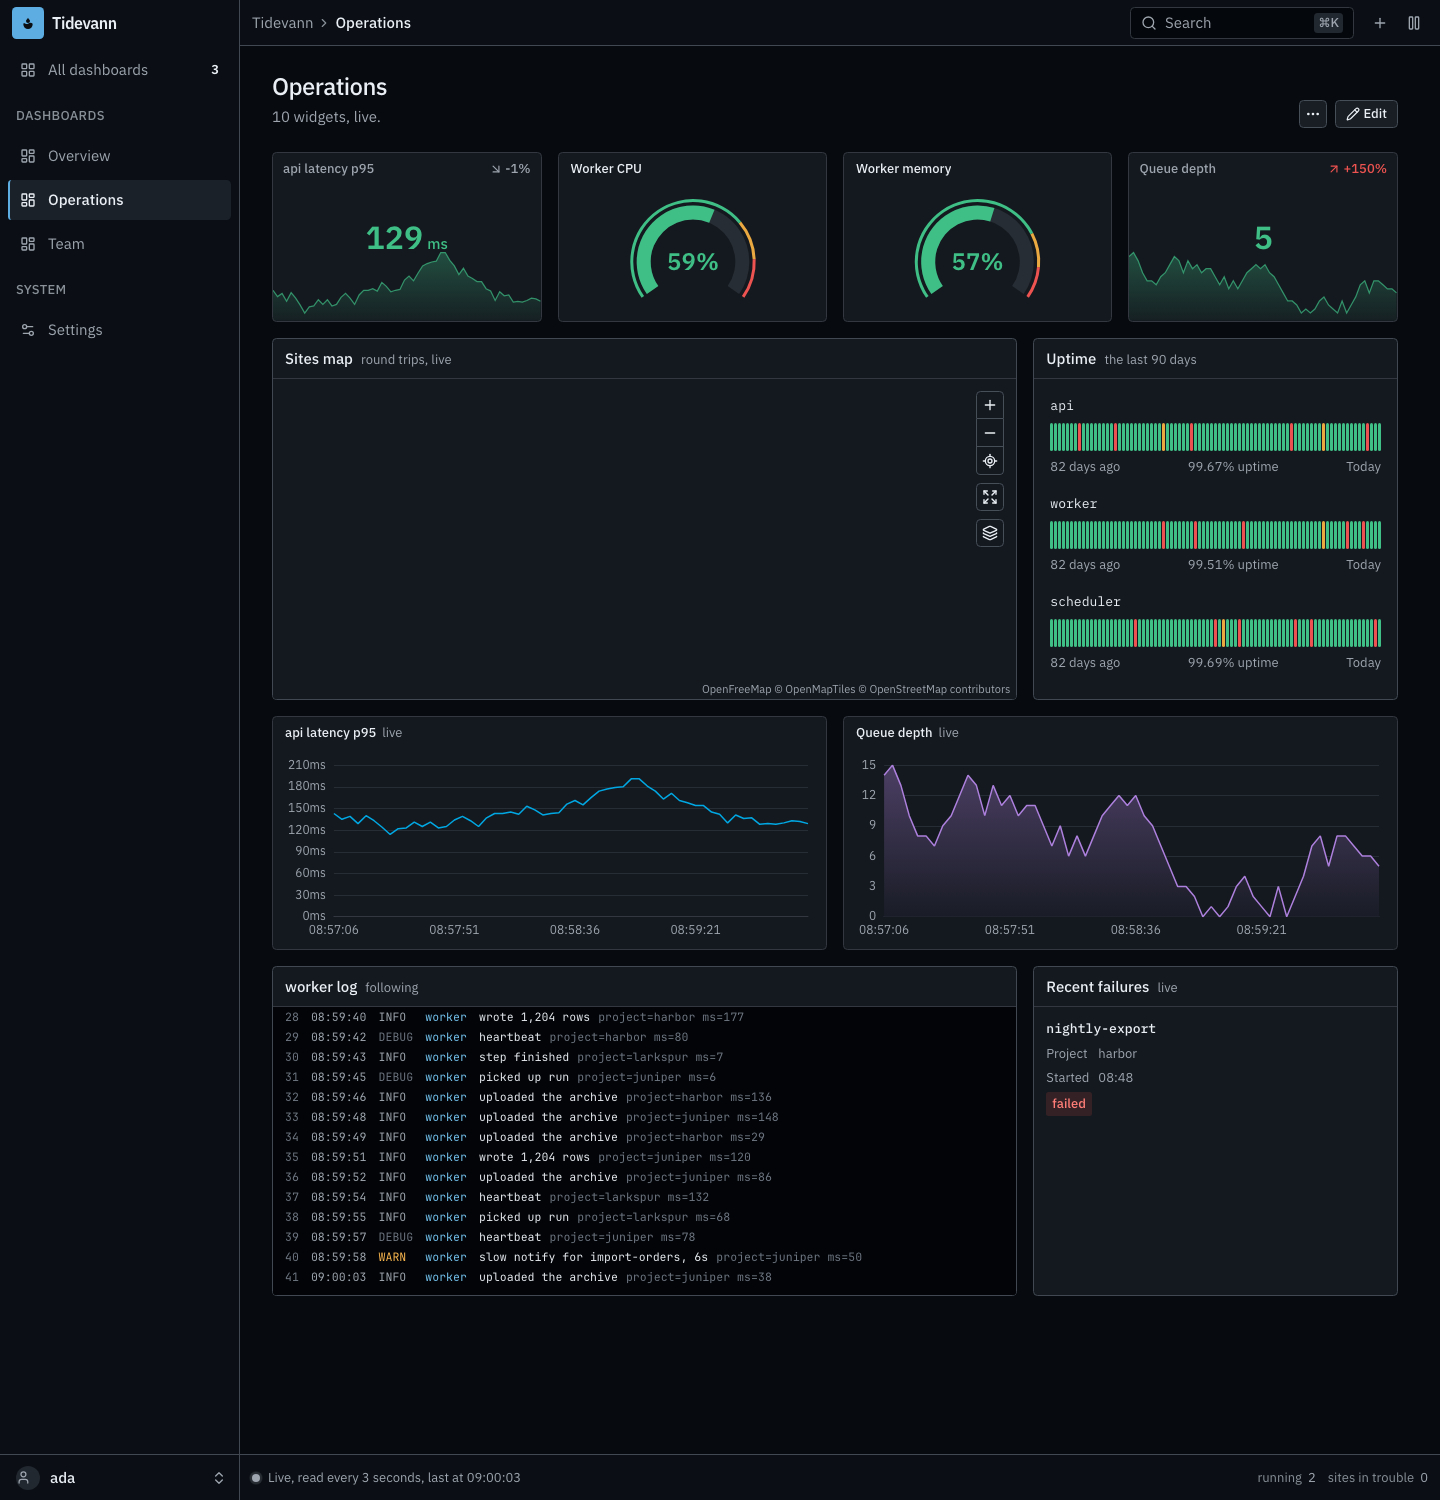 Tidevann
All dashboards 3
DASHBOARDS
Overview
Operations
Team
SYSTEM
Settings
ada
Tidevann > Operations
Search ⌘K
Operations
10 widgets, live.
Edit
api latency p95 -1%
129 ms
Worker CPU
59%
Worker memory
57%
Queue depth +150%
5
Sites map round trips, live
OpenFreeMap © OpenMapTiles © OpenStreetMap contributors
Uptime the last 90 days
api
82 days ago 99.67% uptime Today
worker
82 days ago 99.51% uptime Today
scheduler
82 days ago 99.69% uptime Today
api latency p95 live
210ms
180ms
150ms
120ms
90ms
60ms
30ms
0ms
08:57:06 08:57:51 08:58:36 08:59:21
Queue depth live
15
12
9
6
3
0
08:57:06 08:57:51 08:58:36 08:59:21
worker log following
28 08:59:40 INFO worker wrote 1,204 rows project=harbor ms=177
29 08:59:42 DEBUG worker heartbeat project=harbor ms=80
30 08:59:43 INFO worker step finished project=larkspur ms=7
31 08:59:45 DEBUG worker picked up run project=juniper ms=6
32 08:59:46 INFO worker uploaded the archive project=harbor ms=136
33 08:59:48 INFO worker uploaded the archive project=juniper ms=148
34 08:59:49 INFO worker uploaded the archive project=harbor ms=29
35 08:59:51 INFO worker wrote 1,204 rows project=juniper ms=120
36 08:59:52 INFO worker uploaded the archive project=juniper ms=86
37 08:59:54 INFO worker heartbeat project=larkspur ms=132
38 08:59:55 INFO worker picked up run project=larkspur ms=68
39 08:59:57 DEBUG worker heartbeat project=juniper ms=78
40 08:59:58 WARN worker slow notify for import-orders, 6s project=juniper ms=50
41 09:00:03 INFO worker uploaded the archive project=juniper ms=38
Recent failures live
nightly-export
Project harbor
Started 08:48
failed
Live, read every 3 seconds, last at 09:00:03
running 2 sites in trouble 0